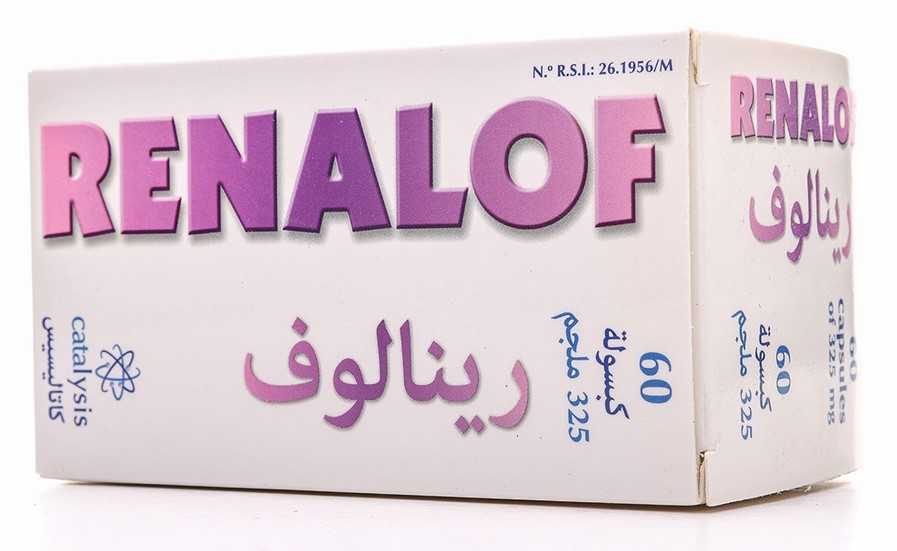 N.º R.S.I.: 26.1956/M
RENALOF
رينالوف
60
كبسولة
325 ملجم
catalysis
كاتاليسيس
RENALO
رينالوف
60
كبسولة
325 ملجم
60
capsules
of 325 mg